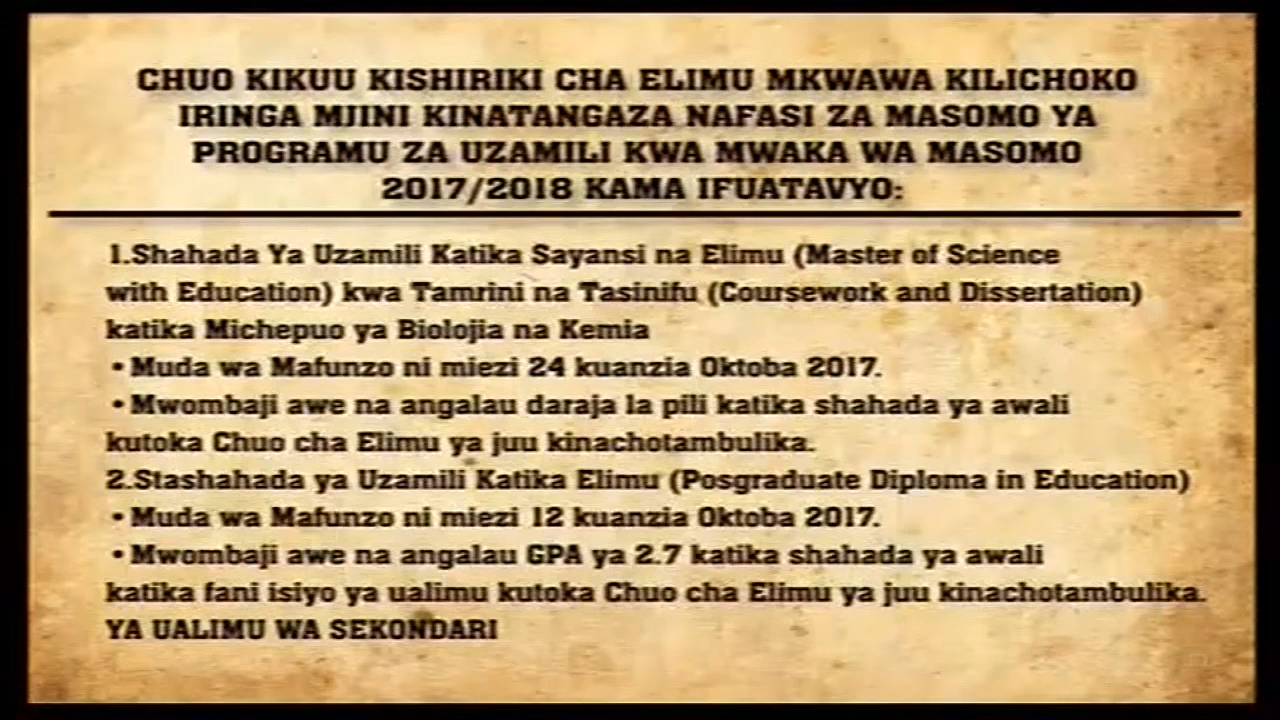 CHUO KIKUU KISHIRIKI CHA ELIMU MKWAWA KILICHOKO
IRINGA MJINI KINATANGAZA NAFASI ZA MASOMO YA
PROGRAMU ZA UZAMILI KWA MWAKA WA MASOMO
2017/2018 KAMA IFUATAVYO:
1.Shahada Ya Uzamili Katika Sayansi na Elimu (Master of Science
with Education) kwa Tamrini na Tasinifu (Coursework and Dissertation)
katika Michepuo ya Biolojia na Kemia
• Muda wa Mafunzo ni miezi 24 kuanzia Oktoba 2017.
• Mwombaji awe na angalau daraja la pili katika shahada ya awali
kutoka Chuo cha Elimu ya juu kinachotambulika.
2.Stashahada ya Uzamili Katika Elimu (Posgraduate Diploma in Education)
• Muda wa Mafunzo ni miezi 12 kuanzia Oktoba 2017.
• Mwombaji awe na angalau GPA ya 2.7 katika shahada ya awali
katika fani isiyo ya ualimu kutoka Chuo cha Elimu ya juu kinachotambulika.
YA UALIMU WA SEKONDARI